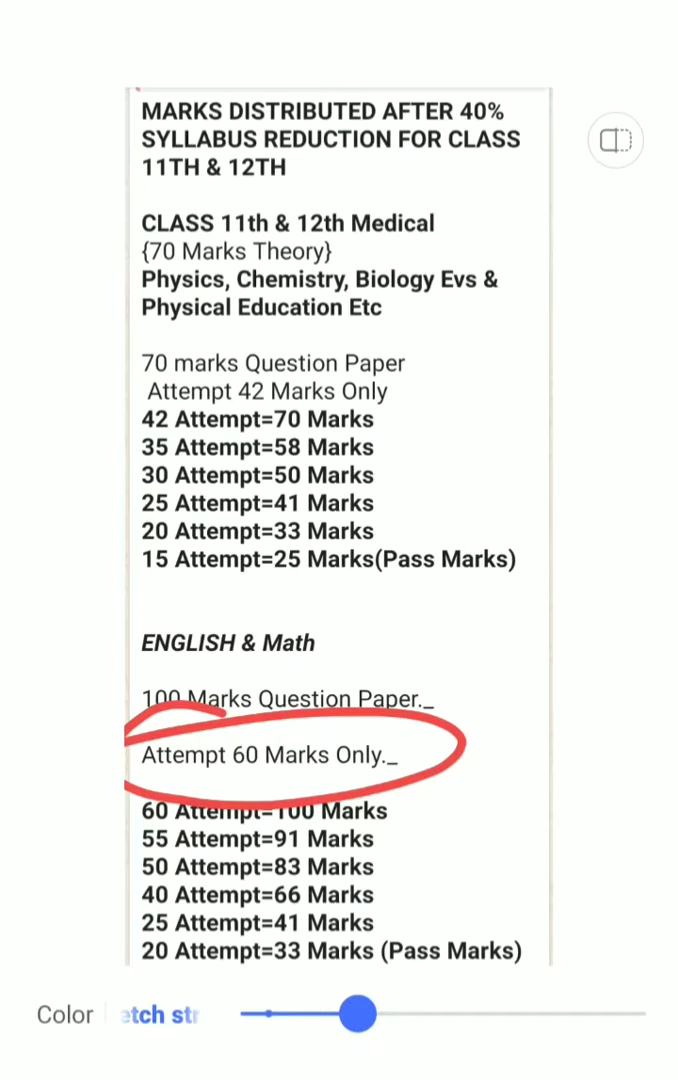 MARKS DISTRIBUTED AFTER 40%
SYLLABUS REDUCTION FOR CLASS
11TH & 12TH
CLASS 11th & 12th Medical
{70 Marks Theory}
Physics, Chemistry, Biology Evs &
Physical Education Etc
70 marks Question Paper
Attempt 42 Marks Only
42 Attempt=70 Marks
35 Attempt=58 Marks
30 Attempt=50 Marks
25 Attempt=41 Marks
20 Attempt=33 Marks
15 Attempt=25 Marks(Pass Marks)
ENGLISH & Math
100 Marks Question Paper._
Attempt 60 Marks Only._
60 Attempt=100 Marks
55 Attempt=91 Marks
50 Attempt=83 Marks
40 Attempt=66 Marks
25 Attempt=41 Marks
20 Attempt=33 Marks (Pass Marks)
Color etch str